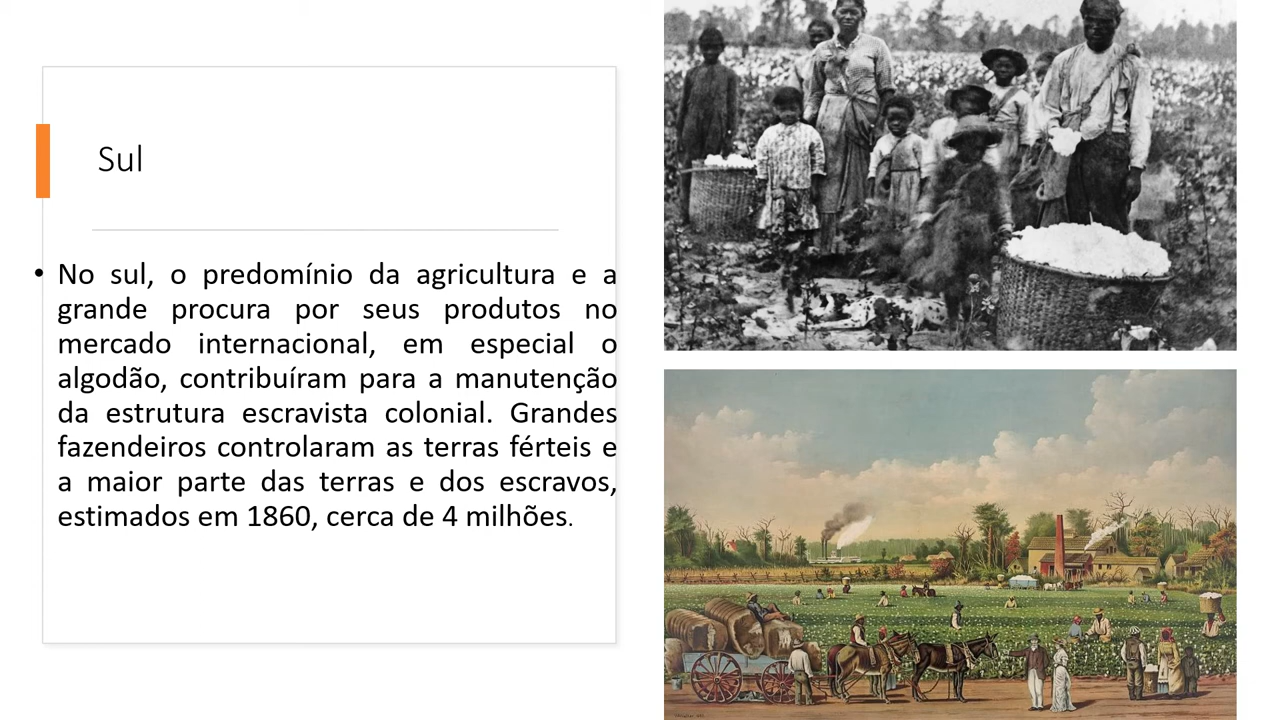 Sul
• No sul, o predomínio da agricultura e a
grande procura por seus produtos no
mercado internacional, em especial o
algodão, contribuíram para a manutenção
da estrutura escravista colonial. Grandes
fazendeiros controlaram as terras férteis e
a maior parte das terras e dos escravos,
estimados em 1860, cerca de 4 milhões.